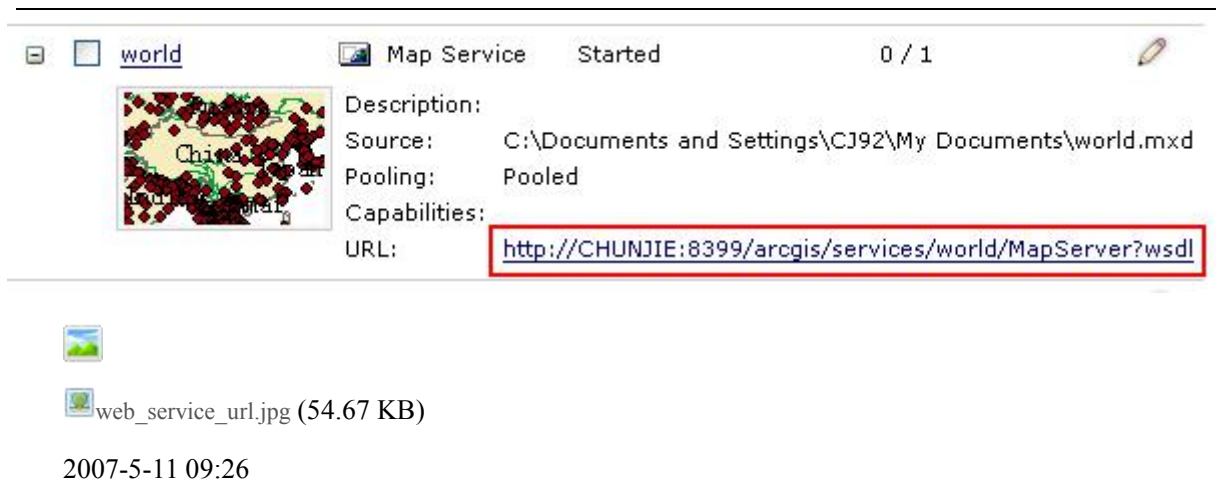 world Map Service Started 0 / 1
Description:
Source: C:\Documents and Settings\CJ92\My Documents\world.mxd
Pooling: Pooled
Capabilities:
URL: http://CHUNJIE:8399/arcgis/services/world/MapServer?wsdl
web_service_url.jpg (54.67 KB)
2007-5-11 09:26